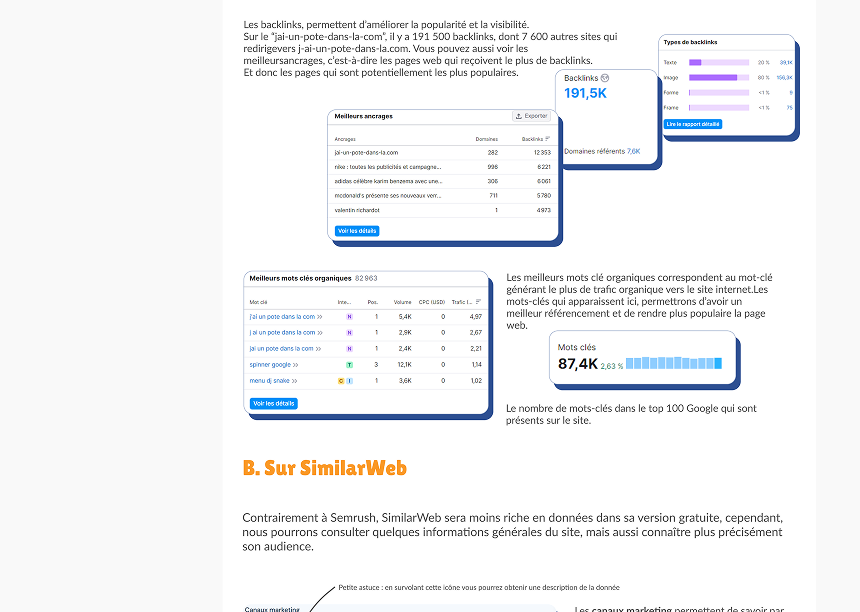 Les backlinks, permettent d'améliorer la popularité et la visibilité.
Sur le "jai-un-pote-dans-la-com", il y a 191 500 backlinks, dont 7 600 autres sites qui
redirigevers j-ai-un-pote-dans-la.com. Vous pouvez aussi voir les
meilleursancrages, c'est-à-dire les pages web qui reçoivent le plus de backlinks.
Et donc les pages qui sont potentiellement les plus populaires.
Types de backlinks
Texte 20 % 39,1K
Image 80 % 156,3K
Forme <1 % 9
Frame <1 % 75
Lire le rapport détaillé
Backlinks
191,5K
Domaines référents 7,6K
Meilleurs ancrages Exporter
Ancrages Domaines Backlinks
jai-un-pote-dans-la.com 282 12 353
nike : toutes les publicités et campagne... 996 6 221
adidas célèbre karim benzema avec une... 306 6 061
mcdonald's présente ses nouveaux verr... 711 5 780
valentin richardot 1 4 973
Voir les détails
Meilleurs mots clés organiques 82 963
Mot clé Inte... Pos. Volume CPC (USD) Trafic (...
j'ai un pote dans la com >> N 1 5,4K 0 4,97
j ai un pote dans la com >> N 1 2,9K 0 2,67
jai un pote dans la com >> N 1 2,4K 0 2,21
spinner google >> T 3 12,1K 0 1,14
menu dj snake >> C I 1 3,6K 0 1,02
Voir les détails
Les meilleurs mots clé organiques correspondent au mot-clé
générant le plus de trafic organique vers le site internet.Les
mots-clés qui apparaissent ici, permettrons d'avoir un
meilleur référencement et de rendre plus populaire la page
web.
Mots clés
87,4K 2,63 %
Le nombre de mots-clés dans le top 100 Google qui sont
présents sur le site.
B. Sur SimilarWeb
Contrairement à Semrush, SimilarWeb sera moins riche en données dans sa version gratuite, cependant,
nous pourrons consulter quelques informations générales du site, mais aussi connaître plus précisément
son audience.
Petite astuce : en survolant cette icône vous pourrez obtenir une description de la donnée
Canaux marketing
Les canaux marketing permettent de savoir par